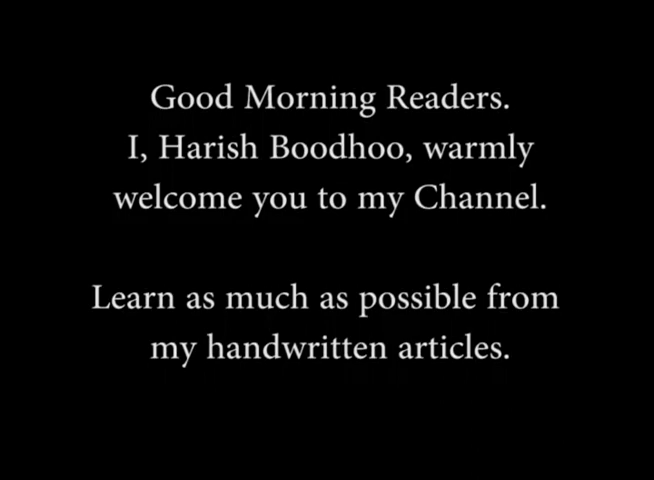 Good Morning Readers.
I, Harish Boodhoo, warmly
welcome you to my Channel.
Learn as much as possible from
my handwritten articles.